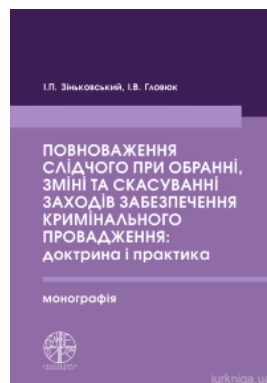 І.П. Зіньковський, І.В. Гловюк
ПОВНОВАЖЕННЯ
СЛІДЧОГО ПРИ ОБРАННІ,
ЗМІНІ ТА СКАСУВАННІ
ЗАХОДІВ ЗАБЕЗПЕЧЕННЯ
КРИМІНАЛЬНОГО
ПРОВАДЖЕННЯ:
доктрина і практика
монографія
jurkniga.ua